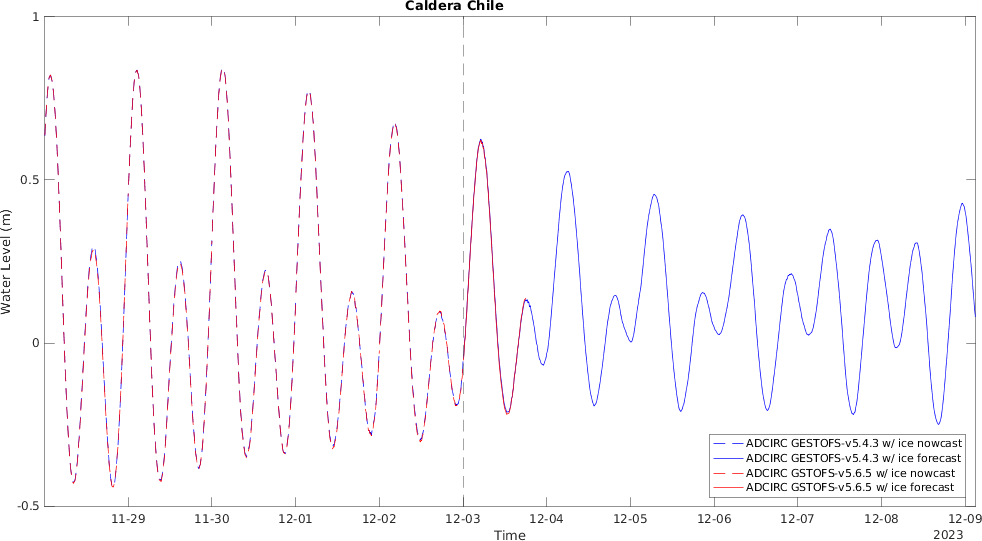 Caldera Chile
1
0.5
0
-0.5
Water Level (m)
11-29 11-30 12-01 12-02 12-03 12-04 12-05 12-06 12-07 12-08 12-09
2023
Time
ADCIRC GESTOFS-v5.4.3 w/ ice nowcast
ADCIRC GESTOFS-v5.4.3 w/ ice forecast
ADCIRC GSTOFS-v5.6.5 w/ ice nowcast
ADCIRC GSTOFS-v5.6.5 w/ ice forecast